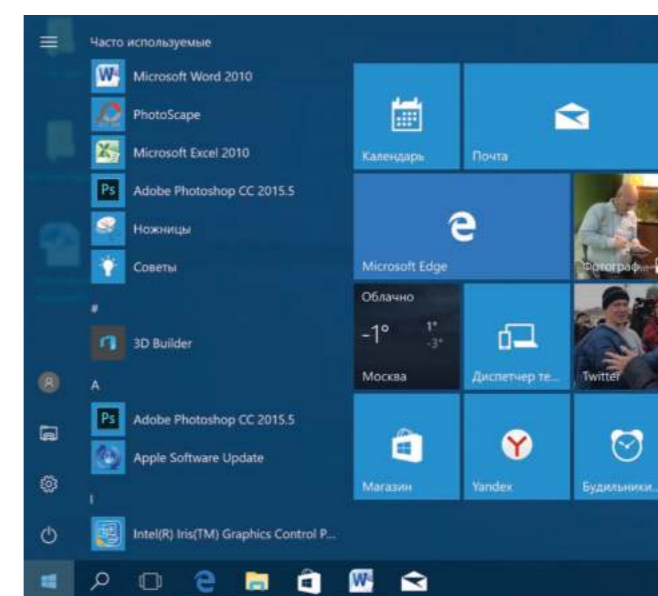 Часто используемые
Microsoft Word 2010
PhotoScape
Microsoft Excel 2010
Adobe Photoshop CC 2015.5
Ножницы
Советы
#
3D Builder
A
Adobe Photoshop CC 2015.5
Apple Software Update
I
Intel(R) Iris(TM) Graphics Control P...
Календарь
Почта
Microsoft Edge
Фотограф...
Облачно
-1°
1°
-3°
Москва
Диспетчер те...
Twitter
Магазин
Yandex
Будильники...